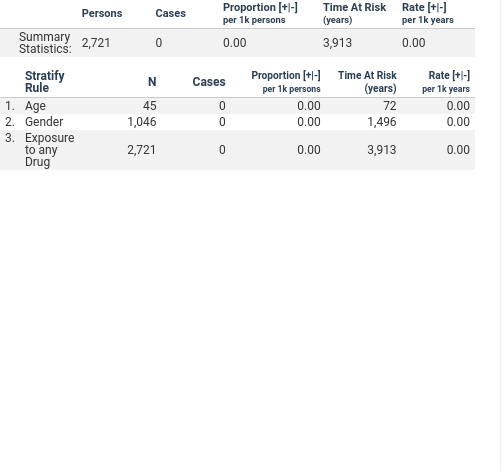 Persons Cases Proportion [+|-] Time At Risk Rate [+|-]
per 1k persons (years) per 1k years
Summary Statistics: 2,721 0 0.00 3,913 0.00
Stratify Rule N Cases Proportion [+|-] Time At Risk Rate [+|-]
per 1k persons (years) per 1k years
1. Age 45 0 0.00 72 0.00
2. Gender 1,046 0 0.00 1,496 0.00
3. Exposure to any Drug 2,721 0 0.00 3,913 0.00